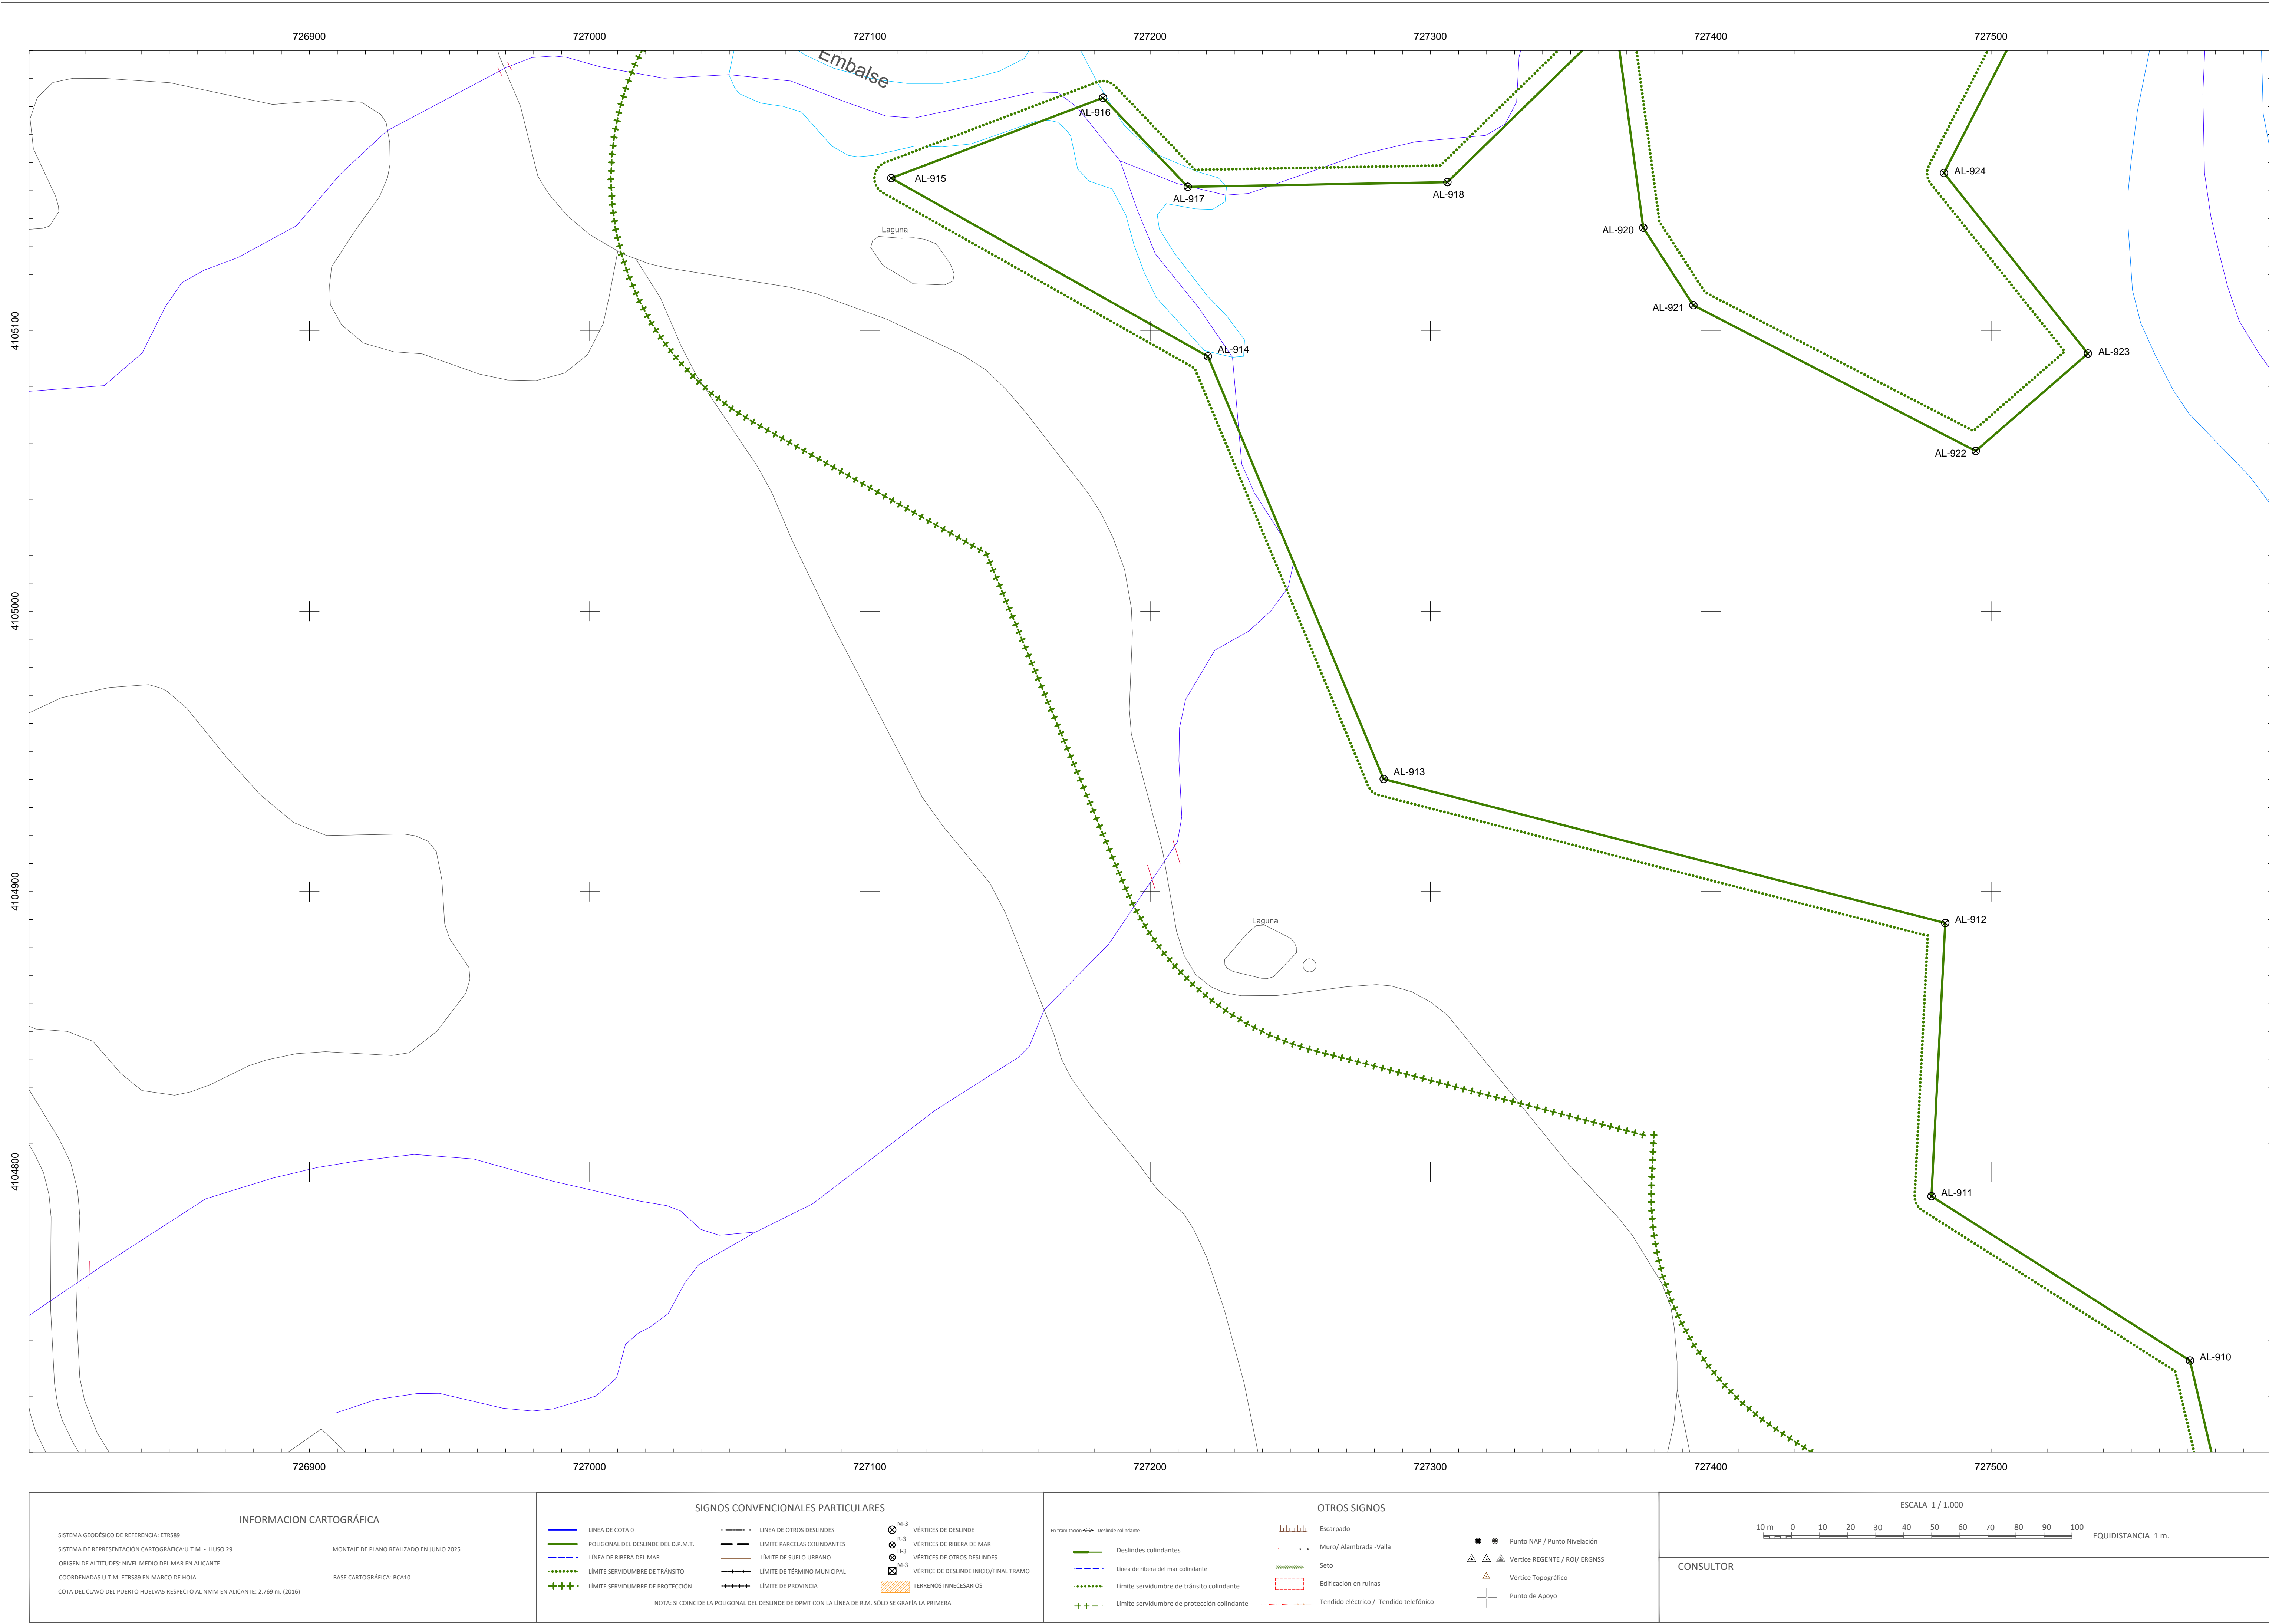 726900 727000 727100 727200 727300 727400 727500
Embalse
AL-916
AL-915
AL-917
AL-918
AL-924
Laguna
AL-920
AL-921
4105100
AL-914
AL-923
AL-922
4105000
AL-913
4104900
Laguna
AL-912
4104800
AL-911
AL-910
726900 727000 727100 727200 727300 727400 727500
INFORMACION CARTOGRÁFICA
SISTEMA GEODÉSICO DE REFERENCIA: ETRS89
SISTEMA DE REPRESENTACIÓN CARTOGRÁFICA:U.T.M. - HUSO 29
MONTAJE DE PLANO REALIZADO EN JUNIO 2025
ORIGEN DE ALTITUDES: NIVEL MEDIO DEL MAR EN ALICANTE
COORDENADAS U.T.M. ETRS89 EN MARCO DE HOJA
BASE CARTOGRÁFICA: BCA10
COTA DEL CLAVO DEL PUERTO HUELVAS RESPECTO AL NMM EN ALICANTE: 2.769 m. (2016)
SIGNOS CONVENCIONALES PARTICULARES
LINEA DE COTA 0
POLIGONAL DEL DESLINDE DEL D.P.M.T.
LÍNEA DE RIBERA DEL MAR
LÍMITE SERVIDUMBRE DE TRÁNSITO
LÍMITE SERVIDUMBRE DE PROTECCIÓN
LINEA DE OTROS DESLINDES
LIMITE PARCELAS COLINDANTES
LÍMITE DE SUELO URBANO
LÍMITE DE TÉRMINO MUNICIPAL
LÍMITE DE PROVINCIA
M-3
VÉRTICES DE DESLINDE
R-3
VÉRTICES DE RIBERA DE MAR
H-3
VÉRTICES DE OTROS DESLINDES
M-3
VÉRTICE DE DESLINDE INICIO/FINAL TRAMO
TERRENOS INNECESARIOS
NOTA: SI COINCIDE LA POLIGONAL DEL DESLINDE DE DPMT CON LA LÍNEA DE R.M. SÓLO SE GRAFÍA LA PRIMERA
OTROS SIGNOS
En tramitación
Deslinde colindante
Deslindes colindantes
Línea de ribera del mar colindante
Límite servidumbre de tránsito colindante
Límite servidumbre de protección colindante
Escarpado
Muro/ Alambrada -Valla
Seto
Edificación en ruinas
Tendido eléctrico / Tendido telefónico
Punto NAP / Punto Nivelación
Vertice REGENTE / ROI/ ERGNSS
Vértice Topográfico
Punto de Apoyo
ESCALA 1 / 1.000
10 m 0 10 20 30 40 50 60 70 80 90 100
EQUIDISTANCIA 1 m.
CONSULTOR